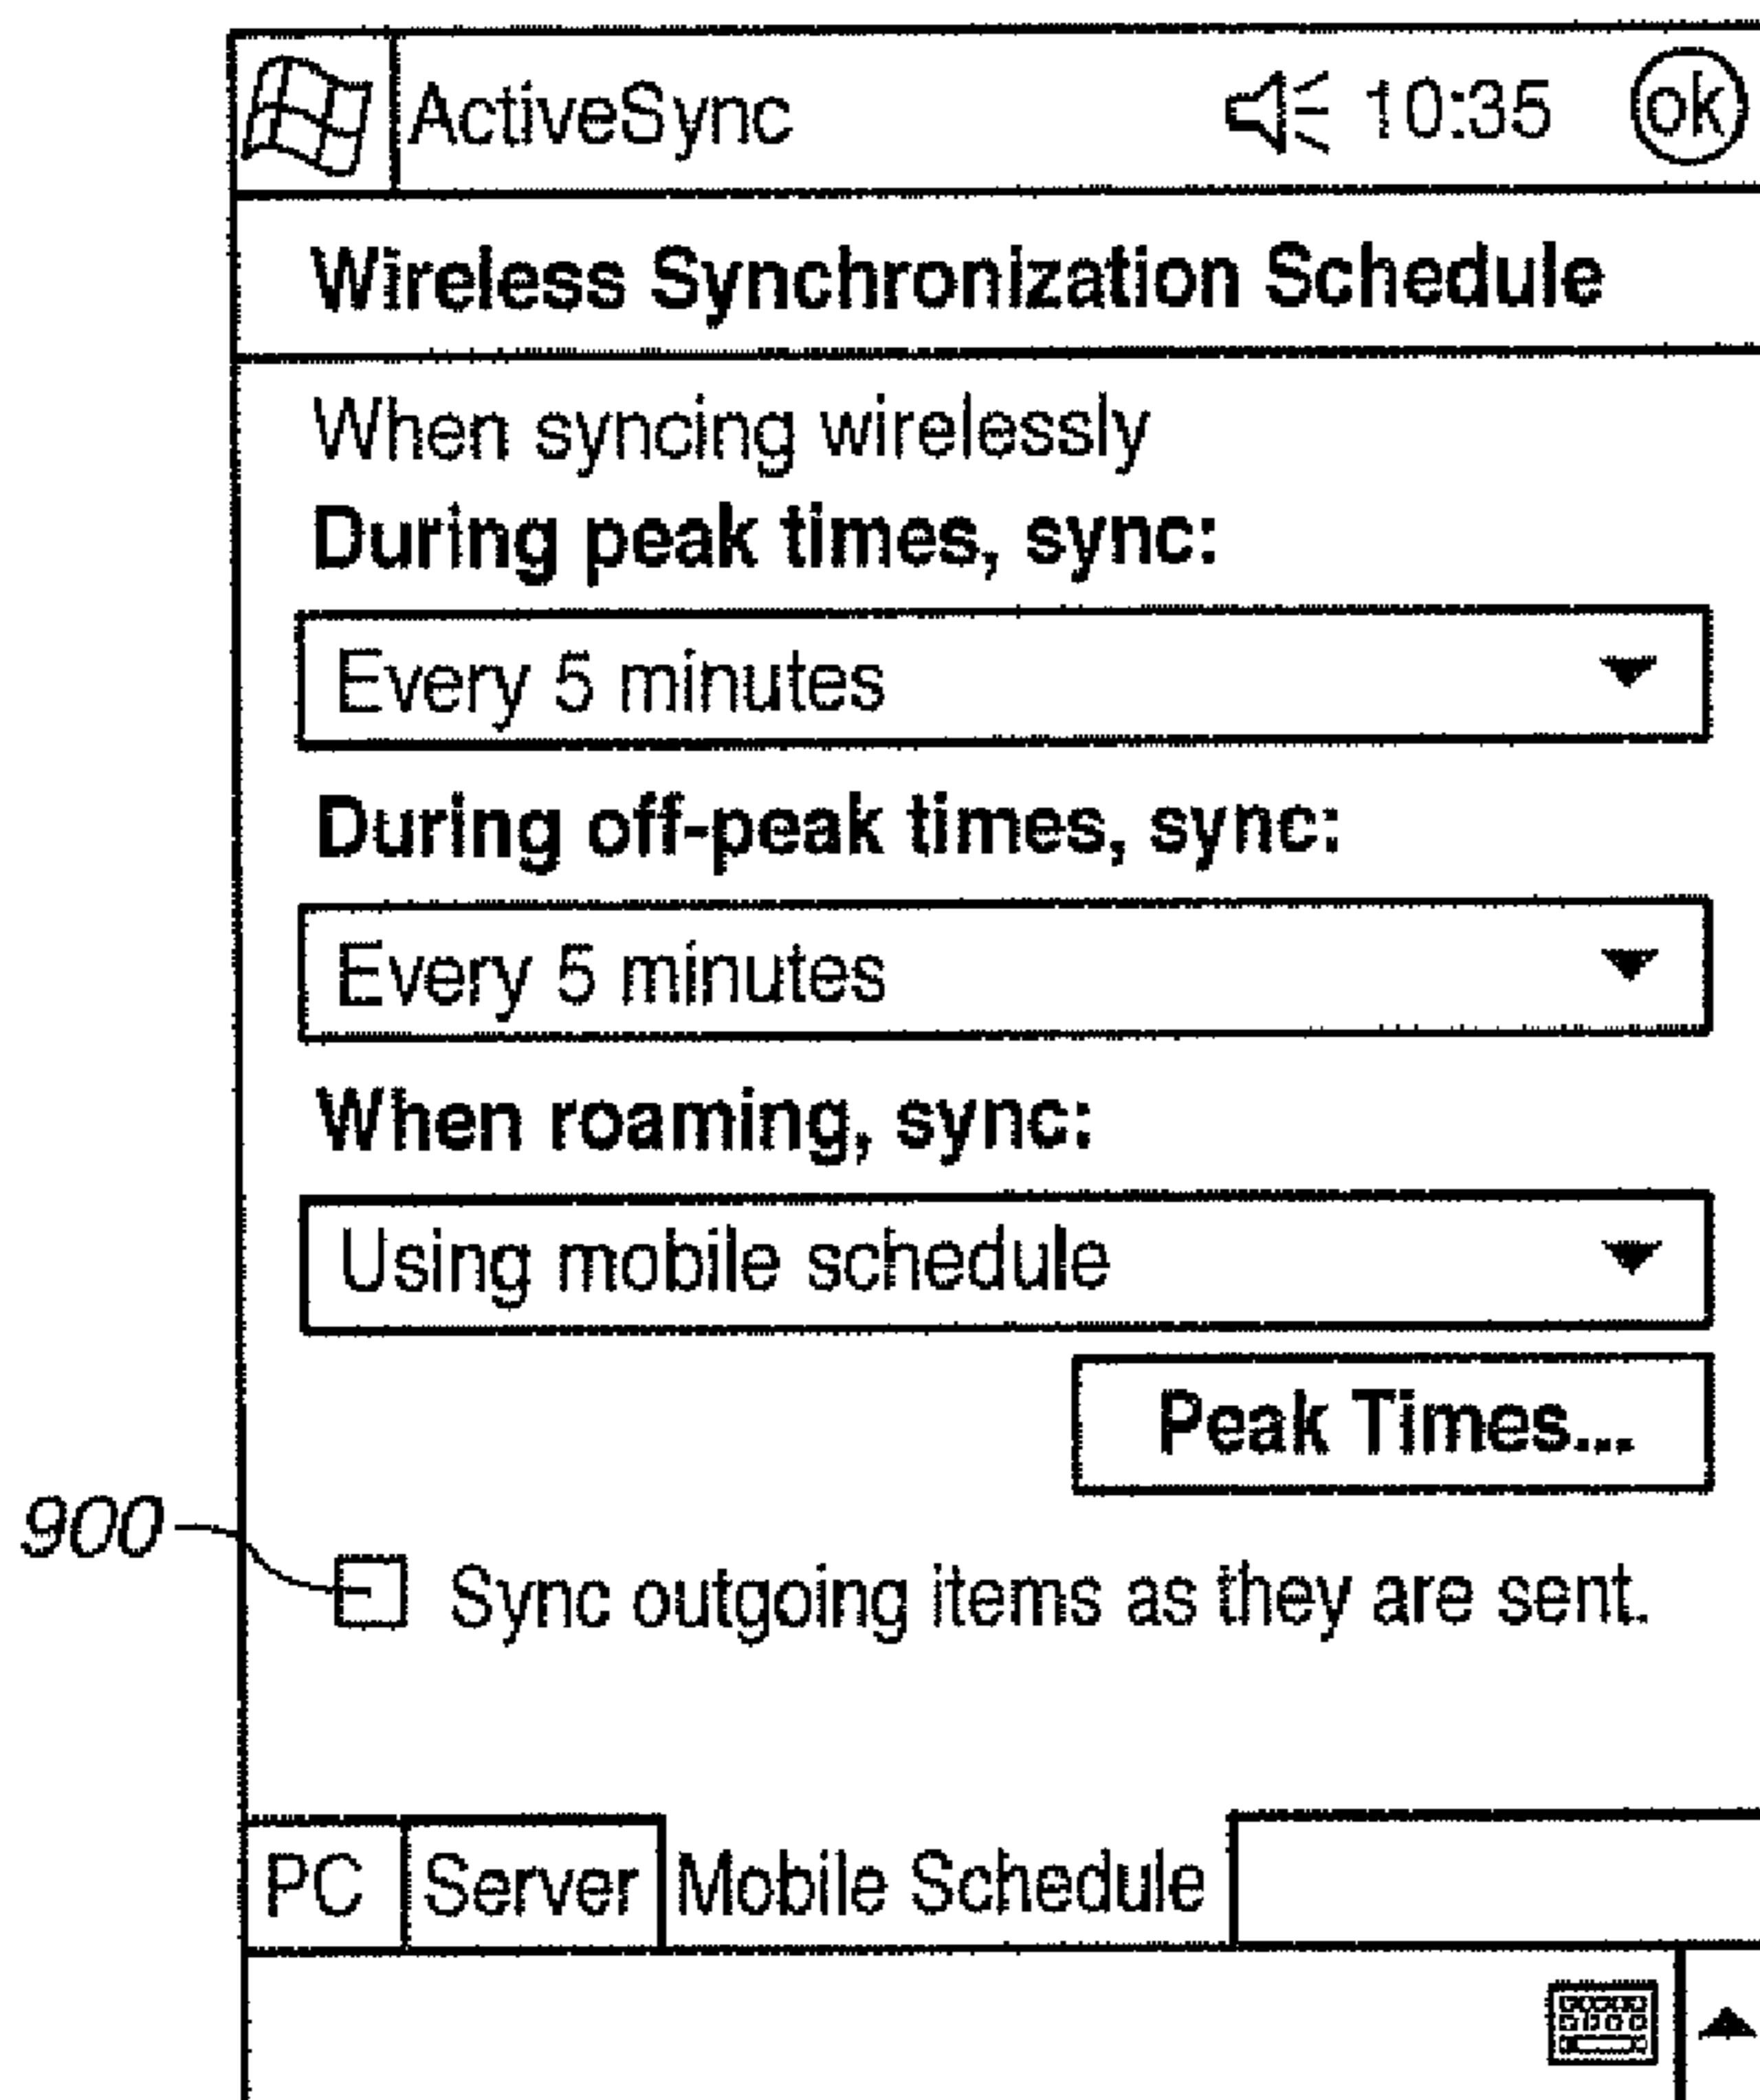 ActiveSync 10:35 ok
Wireless Synchronization Schedule
When syncing wirelessly
During peak times, sync:
Every 5 minutes
During off-peak times, sync:
Every 5 minutes
When roaming, sync:
Using mobile schedule
Peak Times...
900
Sync outgoing items as they are sent.
PC Server Mobile Schedule